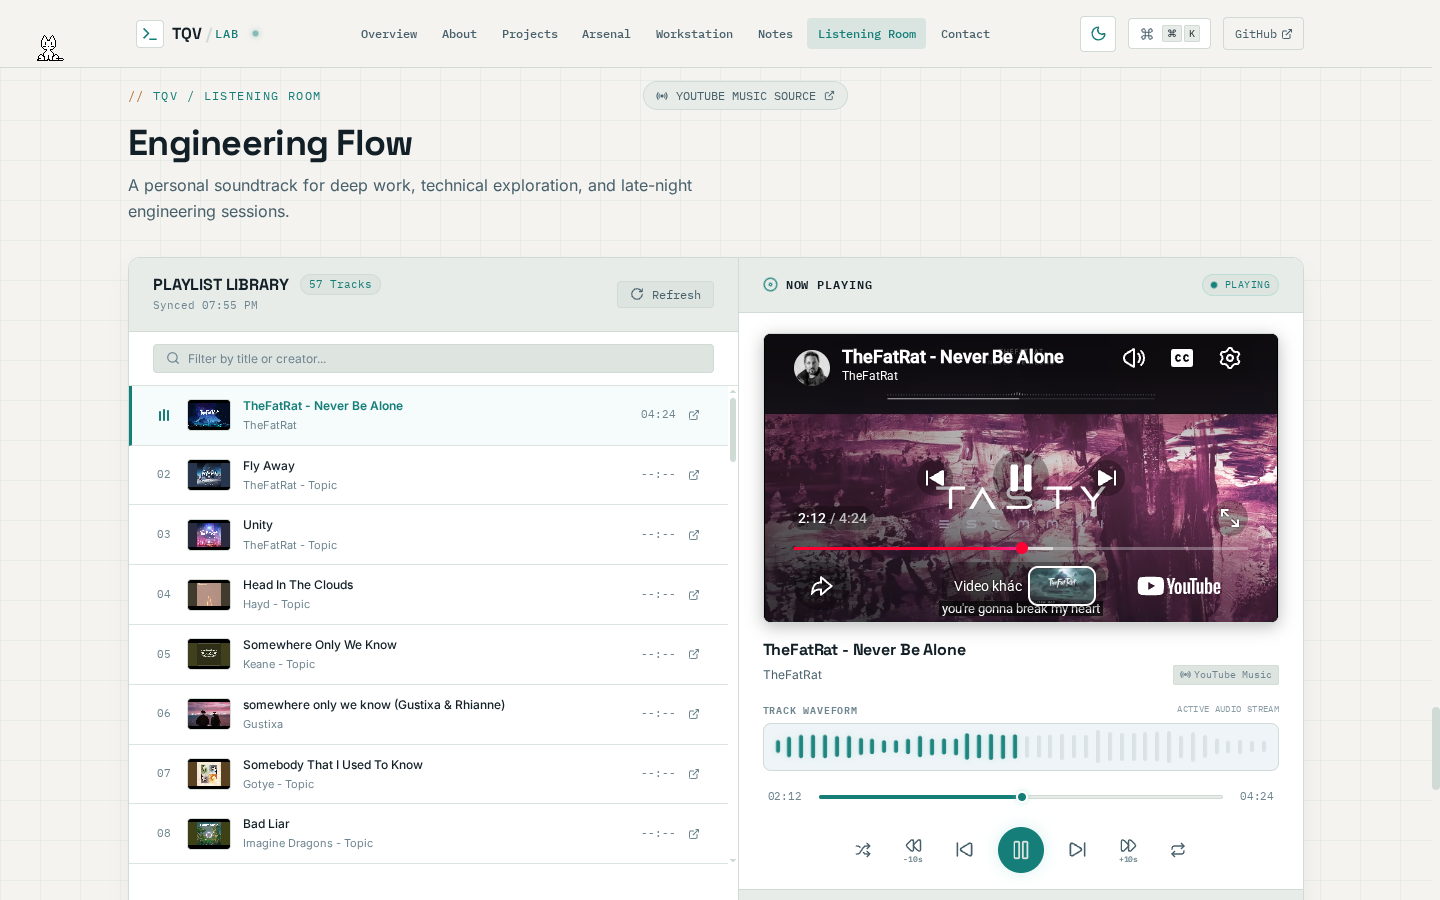 TQV / LAB
Overview
About
Projects
Arsenal
Workstation
Notes
Listening Room
Contact
⌘ K
GitHub
// TQV / LISTENING ROOM
YOUTUBE MUSIC SOURCE
Engineering Flow
A personal soundtrack for deep work, technical exploration, and late-night
engineering sessions.
PLAYLIST LIBRARY
57 Tracks
Synced 07:55 PM
Refresh
Filter by title or creator...
TheFatRat - Never Be Alone
TheFatRat
04:24
02
Fly Away
TheFatRat - Topic
--:--
03
Unity
TheFatRat - Topic
--:--
04
Head In The Clouds
Hayd - Topic
--:--
05
Somewhere Only We Know
Keane - Topic
--:--
06
somewhere only we know (Gustixa & Rhianne)
Gustixa
--:--
07
Somebody That I Used To Know
Gotye - Topic
--:--
08
Bad Liar
Imagine Dragons - Topic
--:--
NOW PLAYING
PLAYING
TheFatRat - Never Be Alone
TheFatRat
CC
TASTY
2:12 / 4:24
Video khác
TheFatRat
YouTube
you're gonna break my heart
TheFatRat - Never Be Alone
TheFatRat
YouTube Music
TRACK WAVEFORM
ACTIVE AUDIO STREAM
02:12
04:24
-10s
+10s